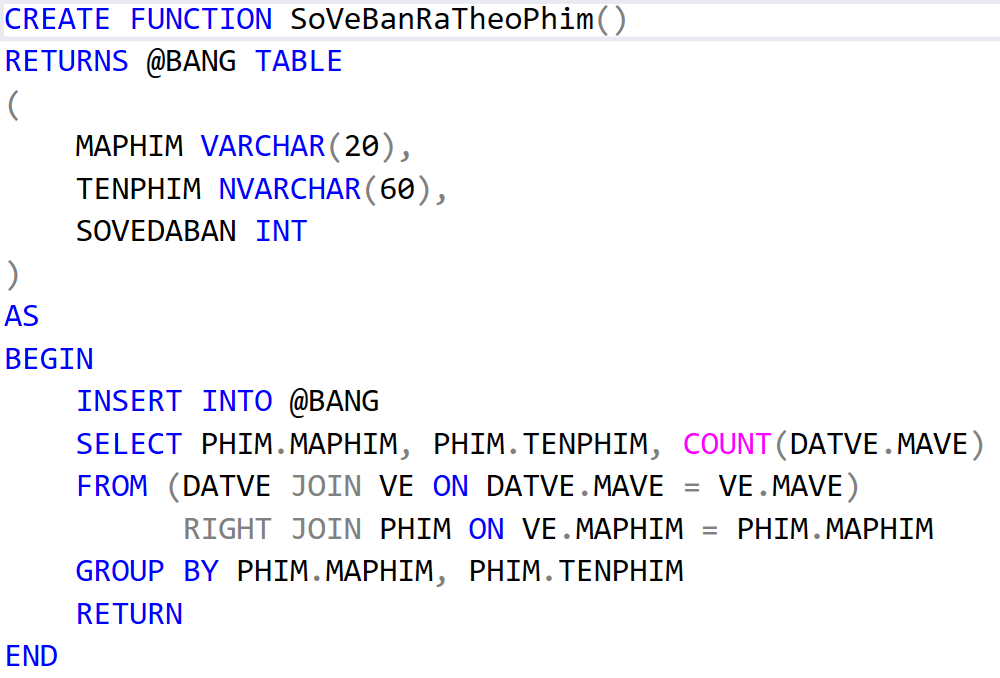 CREATE FUNCTION SoVeBanRaTheoPhim()
RETURNS @BANG TABLE
(
    MAPHIM VARCHAR(20),
    TENPHIM NVARCHAR(60),
    SOVEDABAN INT
)
AS
BEGIN
    INSERT INTO @BANG
    SELECT PHIM.MAPHIM, PHIM.TENPHIM, COUNT(DATVE.MAVE)
    FROM (DATVE JOIN VE ON DATVE.MAVE = VE.MAVE)
          RIGHT JOIN PHIM ON VE.MAPHIM = PHIM.MAPHIM
    GROUP BY PHIM.MAPHIM, PHIM.TENPHIM
    RETURN
END